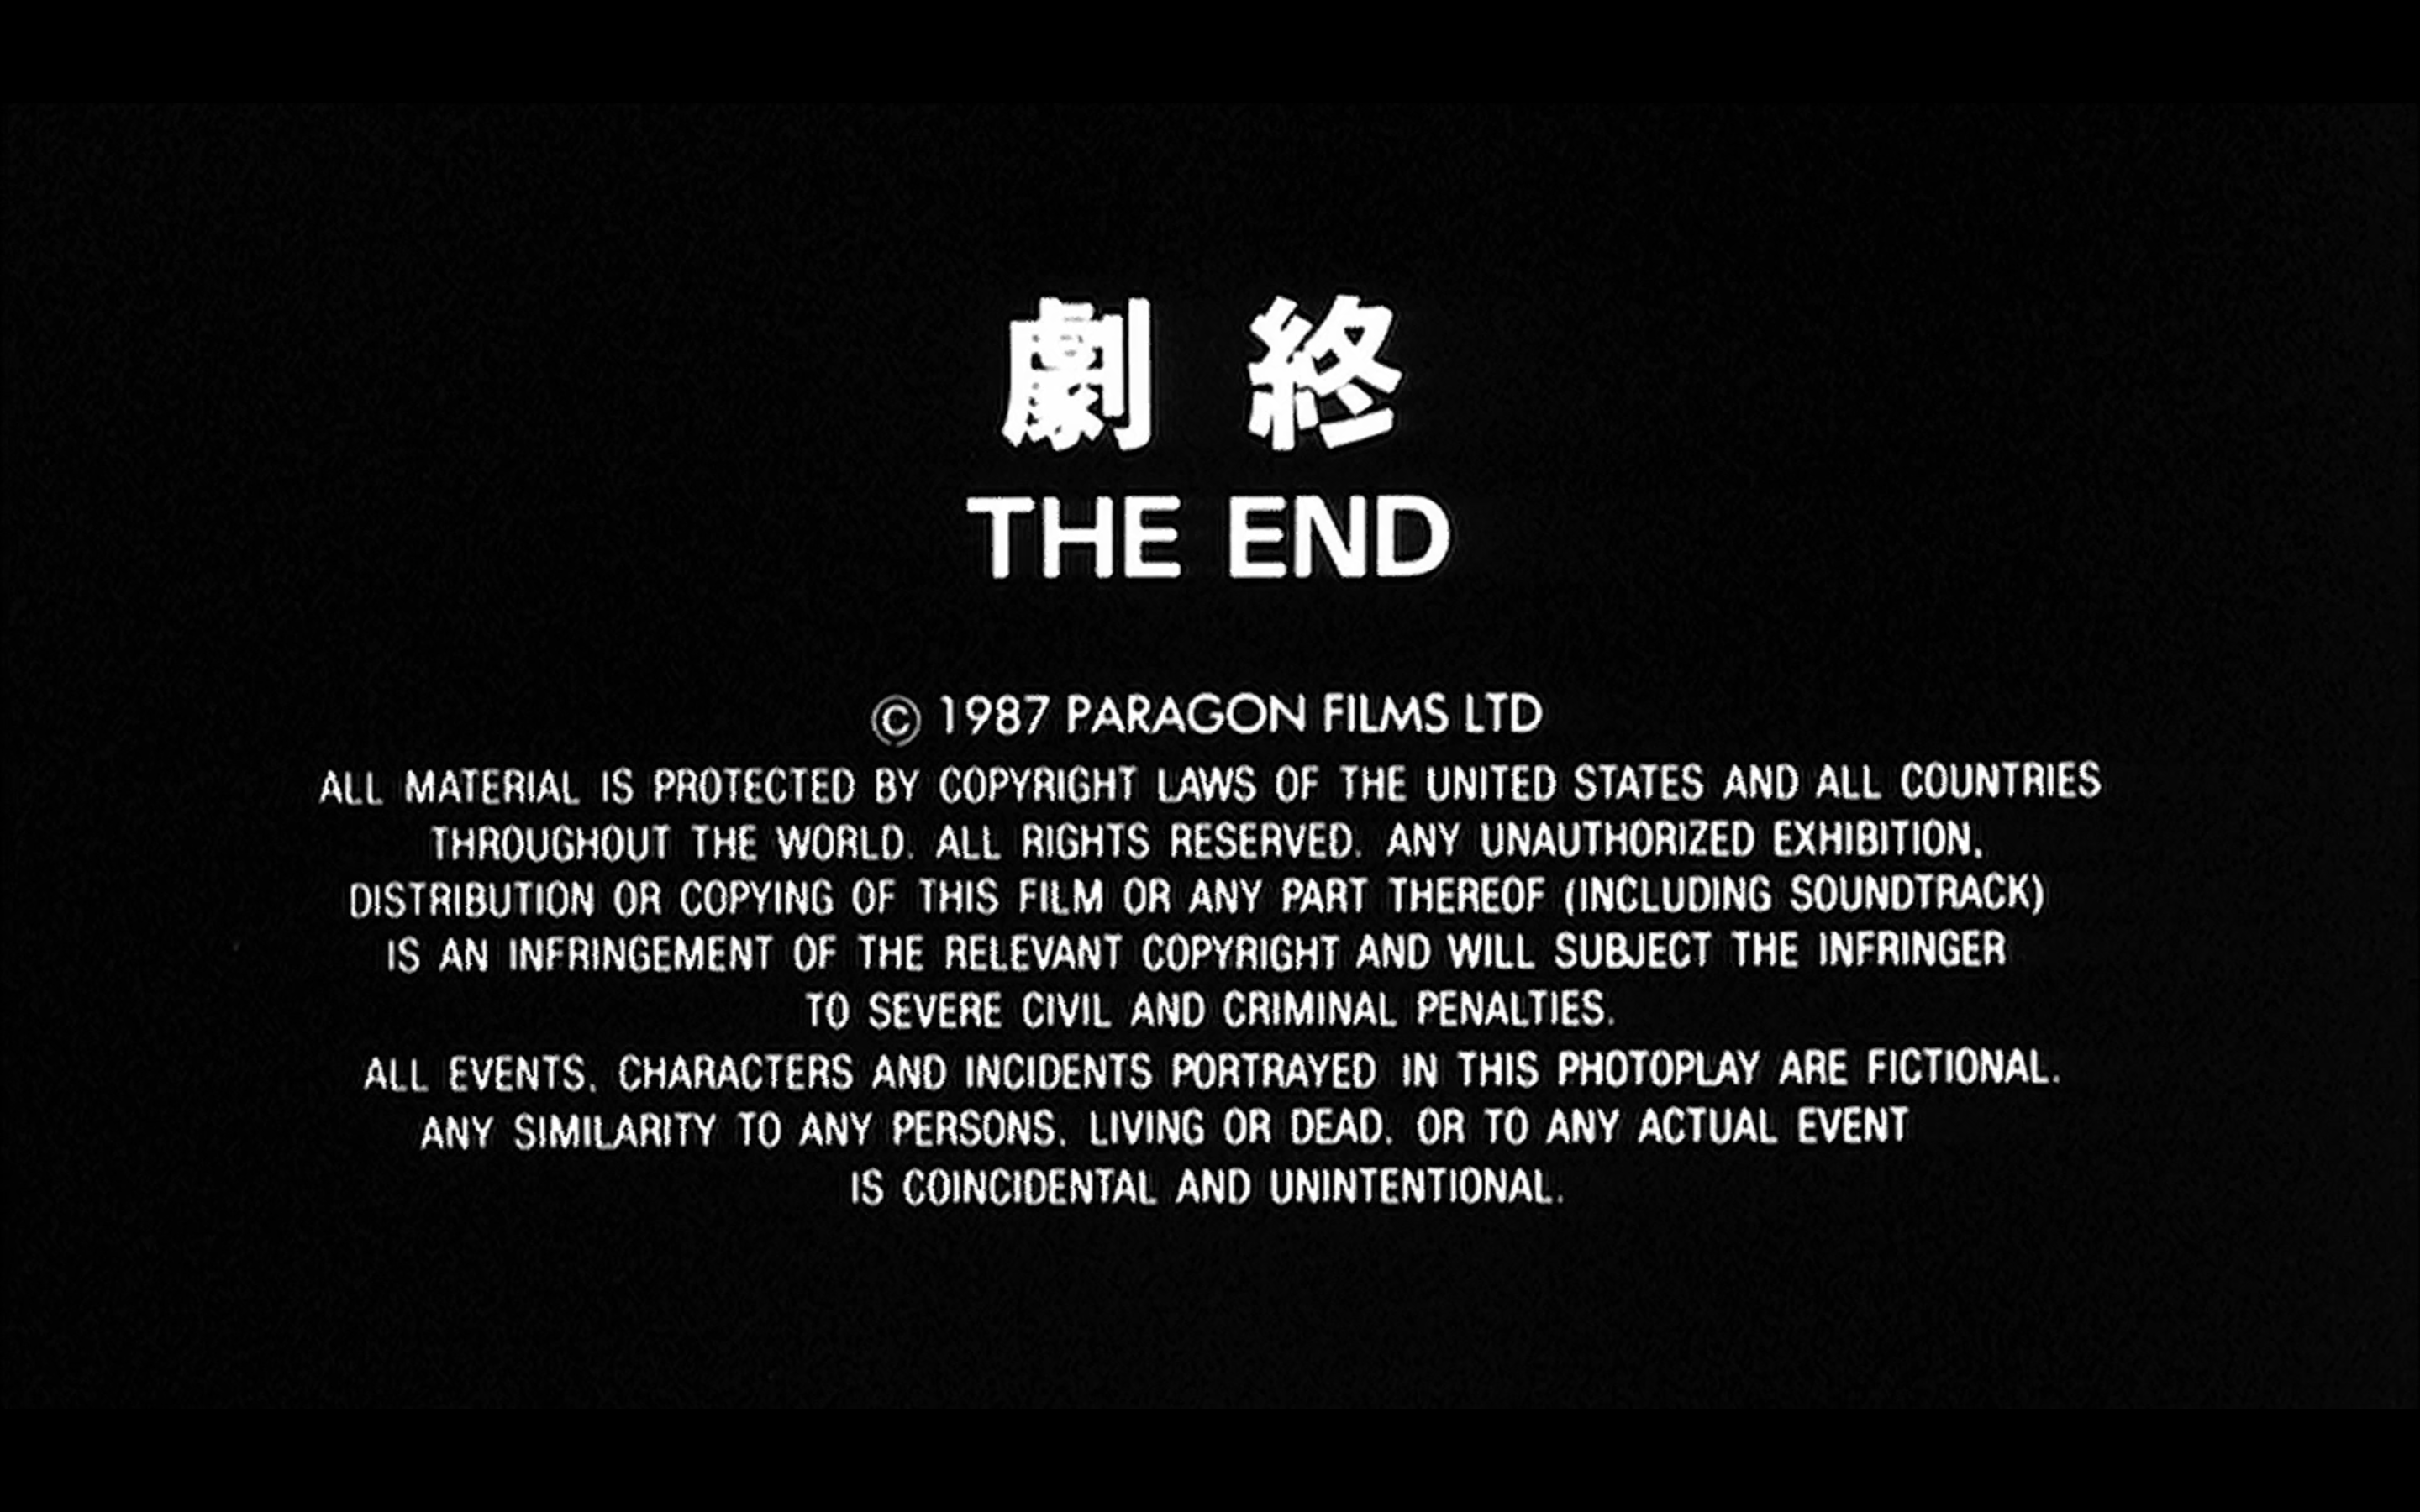 劇 終
THE END
© 1987 PARAGON FILMS LTD
ALL MATERIAL IS PROTECTED BY COPYRIGHT LAWS OF THE UNITED STATES AND ALL COUNTRIES
THROUGHOUT THE WORLD. ALL RIGHTS RESERVED. ANY UNAUTHORIZED EXHIBITION,
DISTRIBUTION OR COPYING OF THIS FILM OR ANY PART THEREOF (INCLUDING SOUNDTRACK)
IS AN INFRINGEMENT OF THE RELEVANT COPYRIGHT AND WILL SUBJECT THE INFRINGER
TO SEVERE CIVIL AND CRIMINAL PENALTIES.
ALL EVENTS, CHARACTERS AND INCIDENTS PORTRAYED IN THIS PHOTOPLAY ARE FICTIONAL.
ANY SIMILARITY TO ANY PERSONS, LIVING OR DEAD, OR TO ANY ACTUAL EVENT
IS COINCIDENTAL AND UNINTENTIONAL.